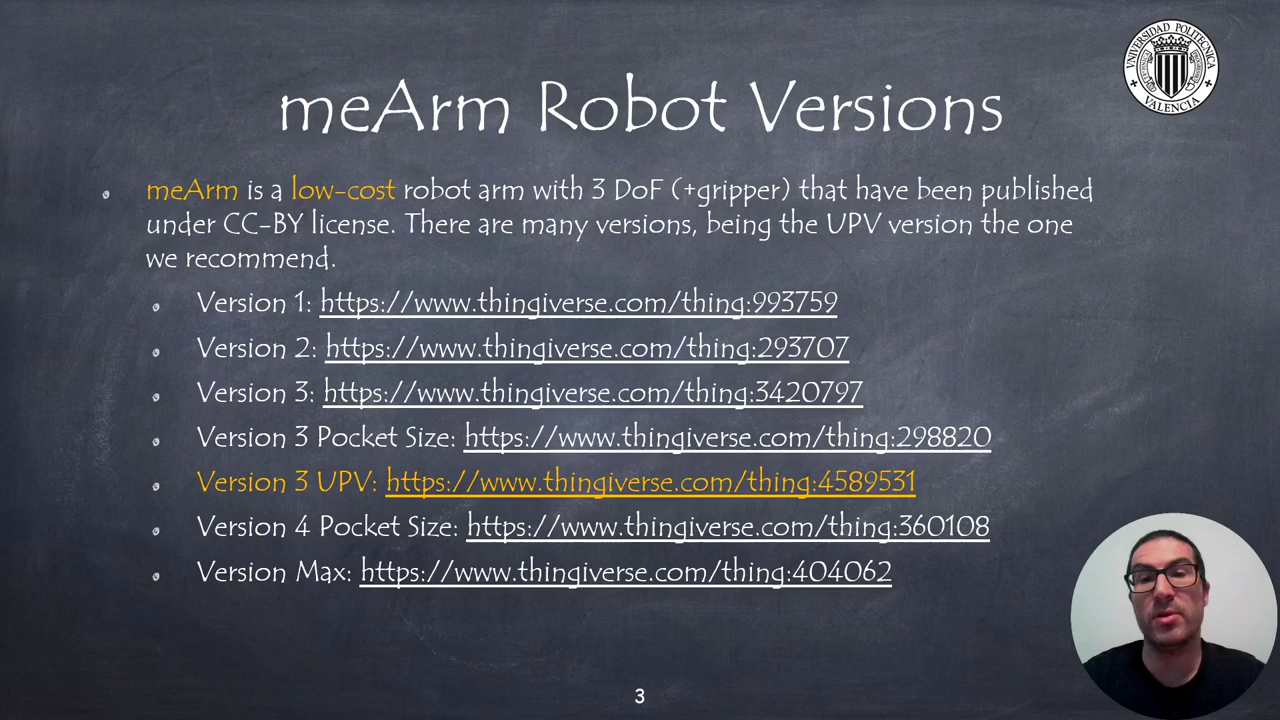 UNIVERSIDAD POLITECNICA
VALENCIA
meArm Robot Versions
meArm is a low-cost robot arm with 3 DoF (+gripper) that have been published
under CC-BY license. There are many versions, being the UPV version the one
we recommend.
Version 1: https://www.thingiverse.com/thing:993759
Version 2: https://www.thingiverse.com/thing:293707
Version 3: https://www.thingiverse.com/thing:3420797
Version 3 Pocket Size: https://www.thingiverse.com/thing:298820
Version 3 UPV: https://www.thingiverse.com/thing:4589531
Version 4 Pocket Size: https://www.thingiverse.com/thing:360108
Version Max: https://www.thingiverse.com/thing:404062
3